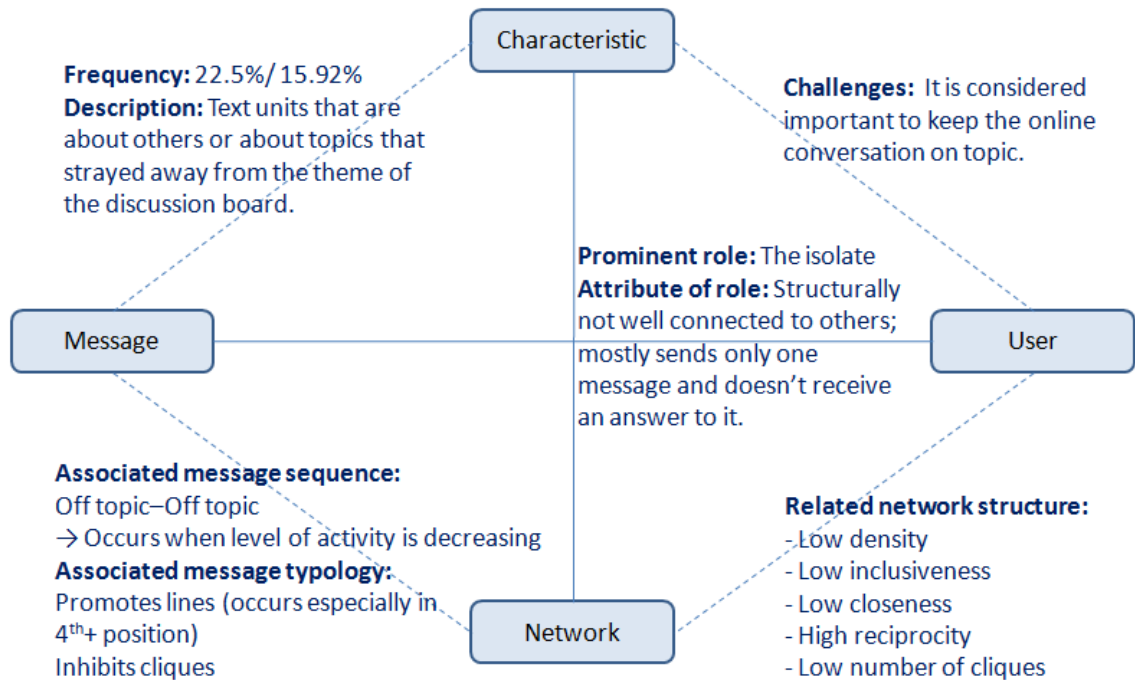 Characteristic
Frequency: 22.5%/ 15.92%
Description: Text units that are
about others or about topics that
strayed away from the theme of
the discussion board.
Challenges: It is considered
important to keep the online
conversation on topic.
Prominent role: The isolate
Attribute of role: Structurally
not well connected to others;
mostly sends only one
message and doesn't receive
an answer to it.
Message
User
Associated message sequence:
Off topic–Off topic
→ Occurs when level of activity is decreasing
Associated message typology:
Promotes lines (occurs especially in
4th+ position)
Inhibits cliques
Network
Related network structure:
- Low density
- Low inclusiveness
- Low closeness
- High reciprocity
- Low number of cliques